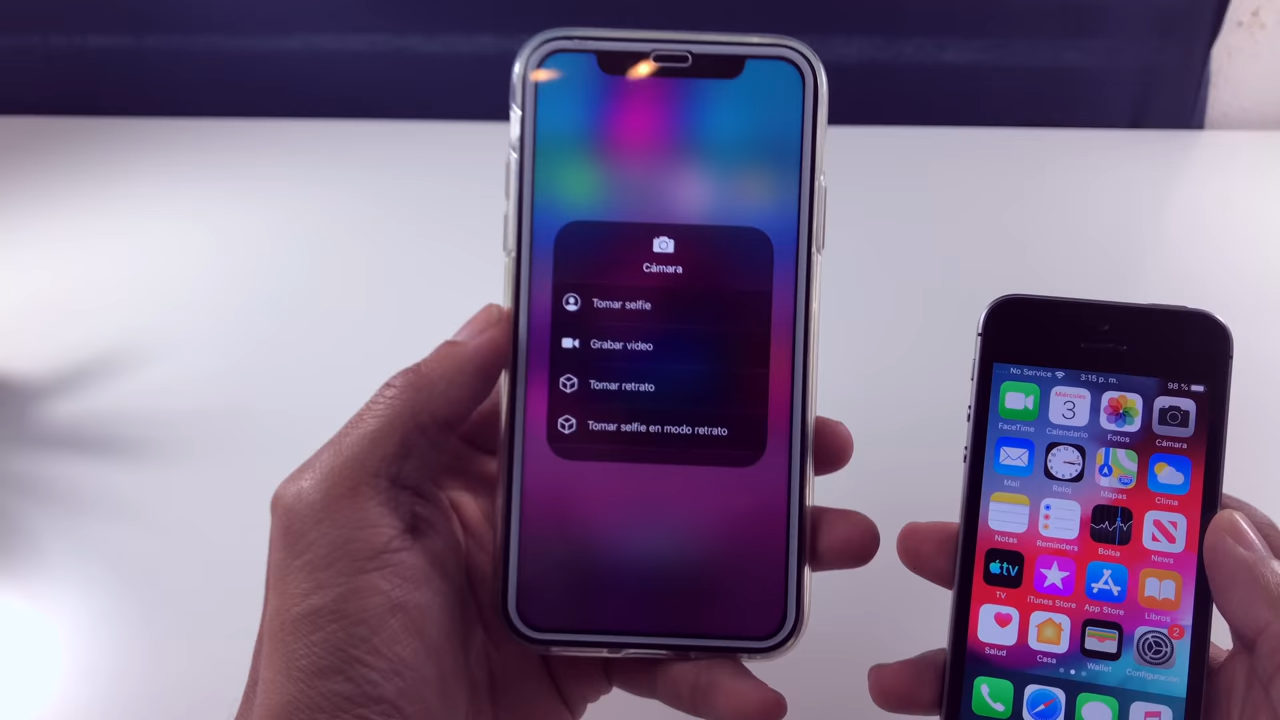 Cámara
Tomar selfie
Grabar video
Tomar retrato
Tomar selfie en modo retrato
No Service
3:15 p. m.
98 %
FaceTime
Miércoles
3
Calendario
Fotos
Cámara
Mail
Reloj
Mapas
Clima
Notas
Reminders
Bolsa
News
tv
TV
iTunes Store
App Store
Libros
Salud
Casa
Wallet
2
Configuración